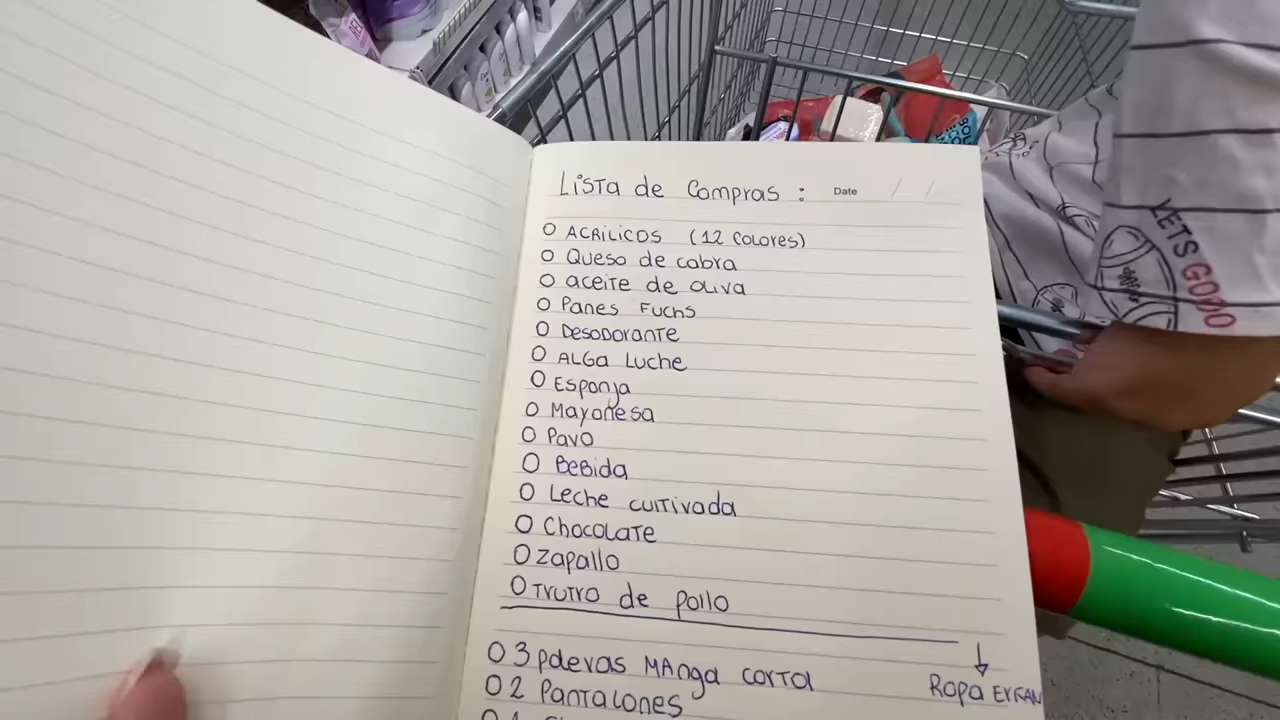 Lista de Compras : Date / /
O ACRILICOS (12 COLORES)
O Queso de cabra
O aceite de oliva
O Panes Fuchs
O Desodorante
O ALGA Luche
O Esponja
O Mayonesa
O Pavo
O Bebida
O Leche cultivada
O Chocolate
O Zapallo
O Trutro de pollo
O 3 poleras Manga corta
O 2 Pantalones
Ropa
LETS GOOO